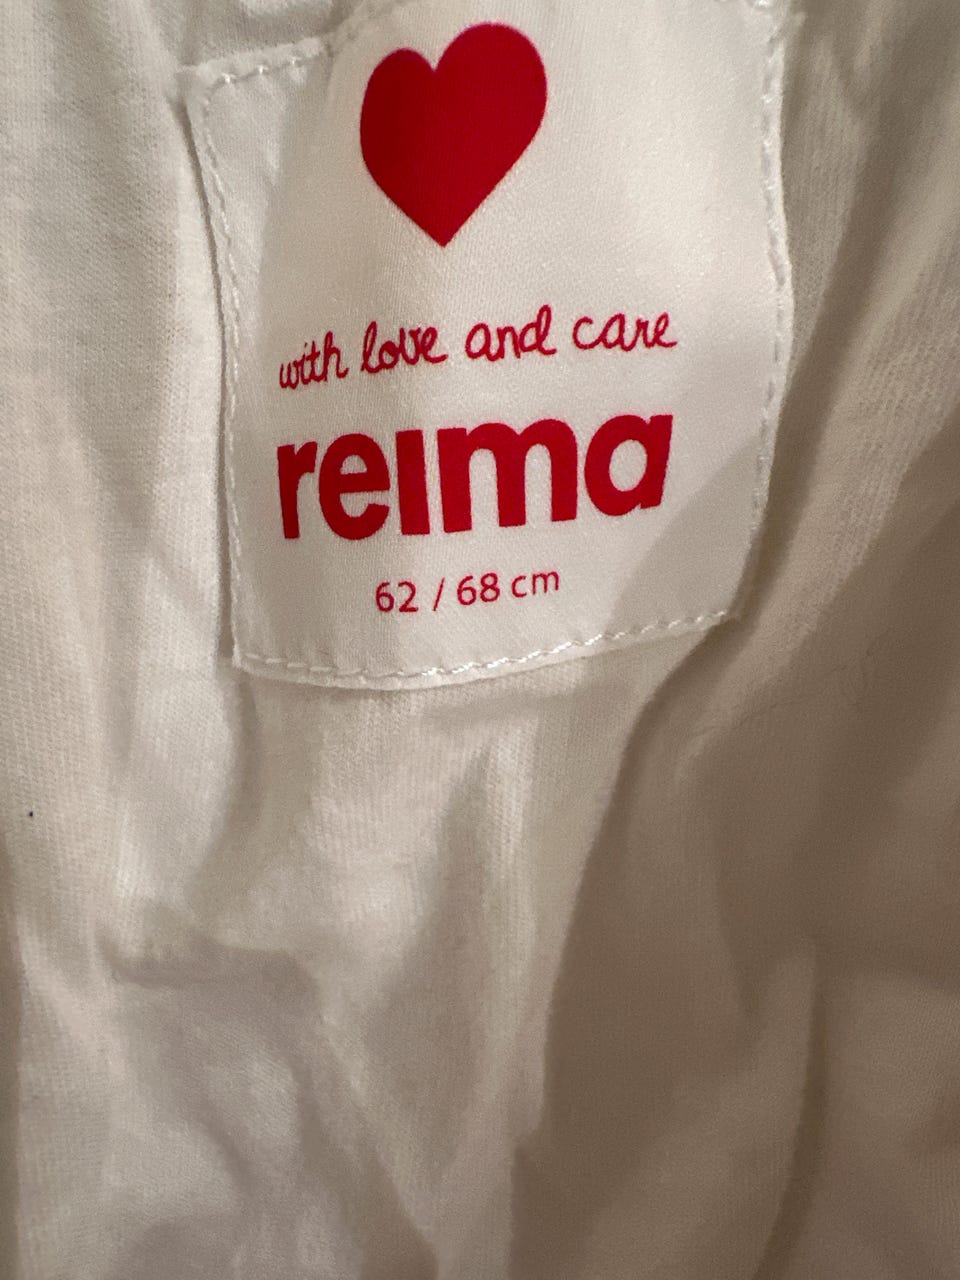 with love and care
reima
62 / 68 cm